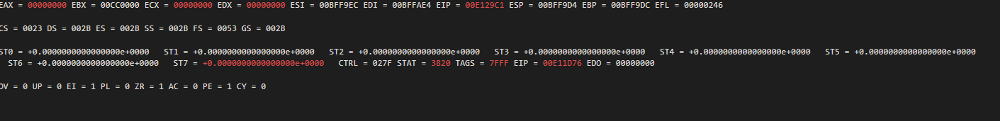 EAX = 00000000 EBX = 00CC0000 ECX = 00000000 EDX = 00000000 ESI = 00BFF9EC EDI = 00BFFAE4 EIP = 00E129C1 ESP = 00BFF9D4 EBP = 00BFF9DC EFL = 00000246
CS = 0023 DS = 002B ES = 002B SS = 002B FS = 0053 GS = 002B
ST0 = +0.0000000000000000e+0000 ST1 = +0.0000000000000000e+0000 ST2 = +0.0000000000000000e+0000 ST3 = +0.0000000000000000e+0000 ST4 = +0.0000000000000000e+0000 ST5 = +0.0000000000000000e+0000
ST6 = +0.0000000000000000e+0000 ST7 = +0.0000000000000000e+0000 CTRL = 027F STAT = 3820 TAGS = 7FFF EIP = 00E11D76 EDO = 00000000
OV = 0 UP = 0 EI = 1 PL = 0 ZR = 1 AC = 0 PE = 1 CY = 0